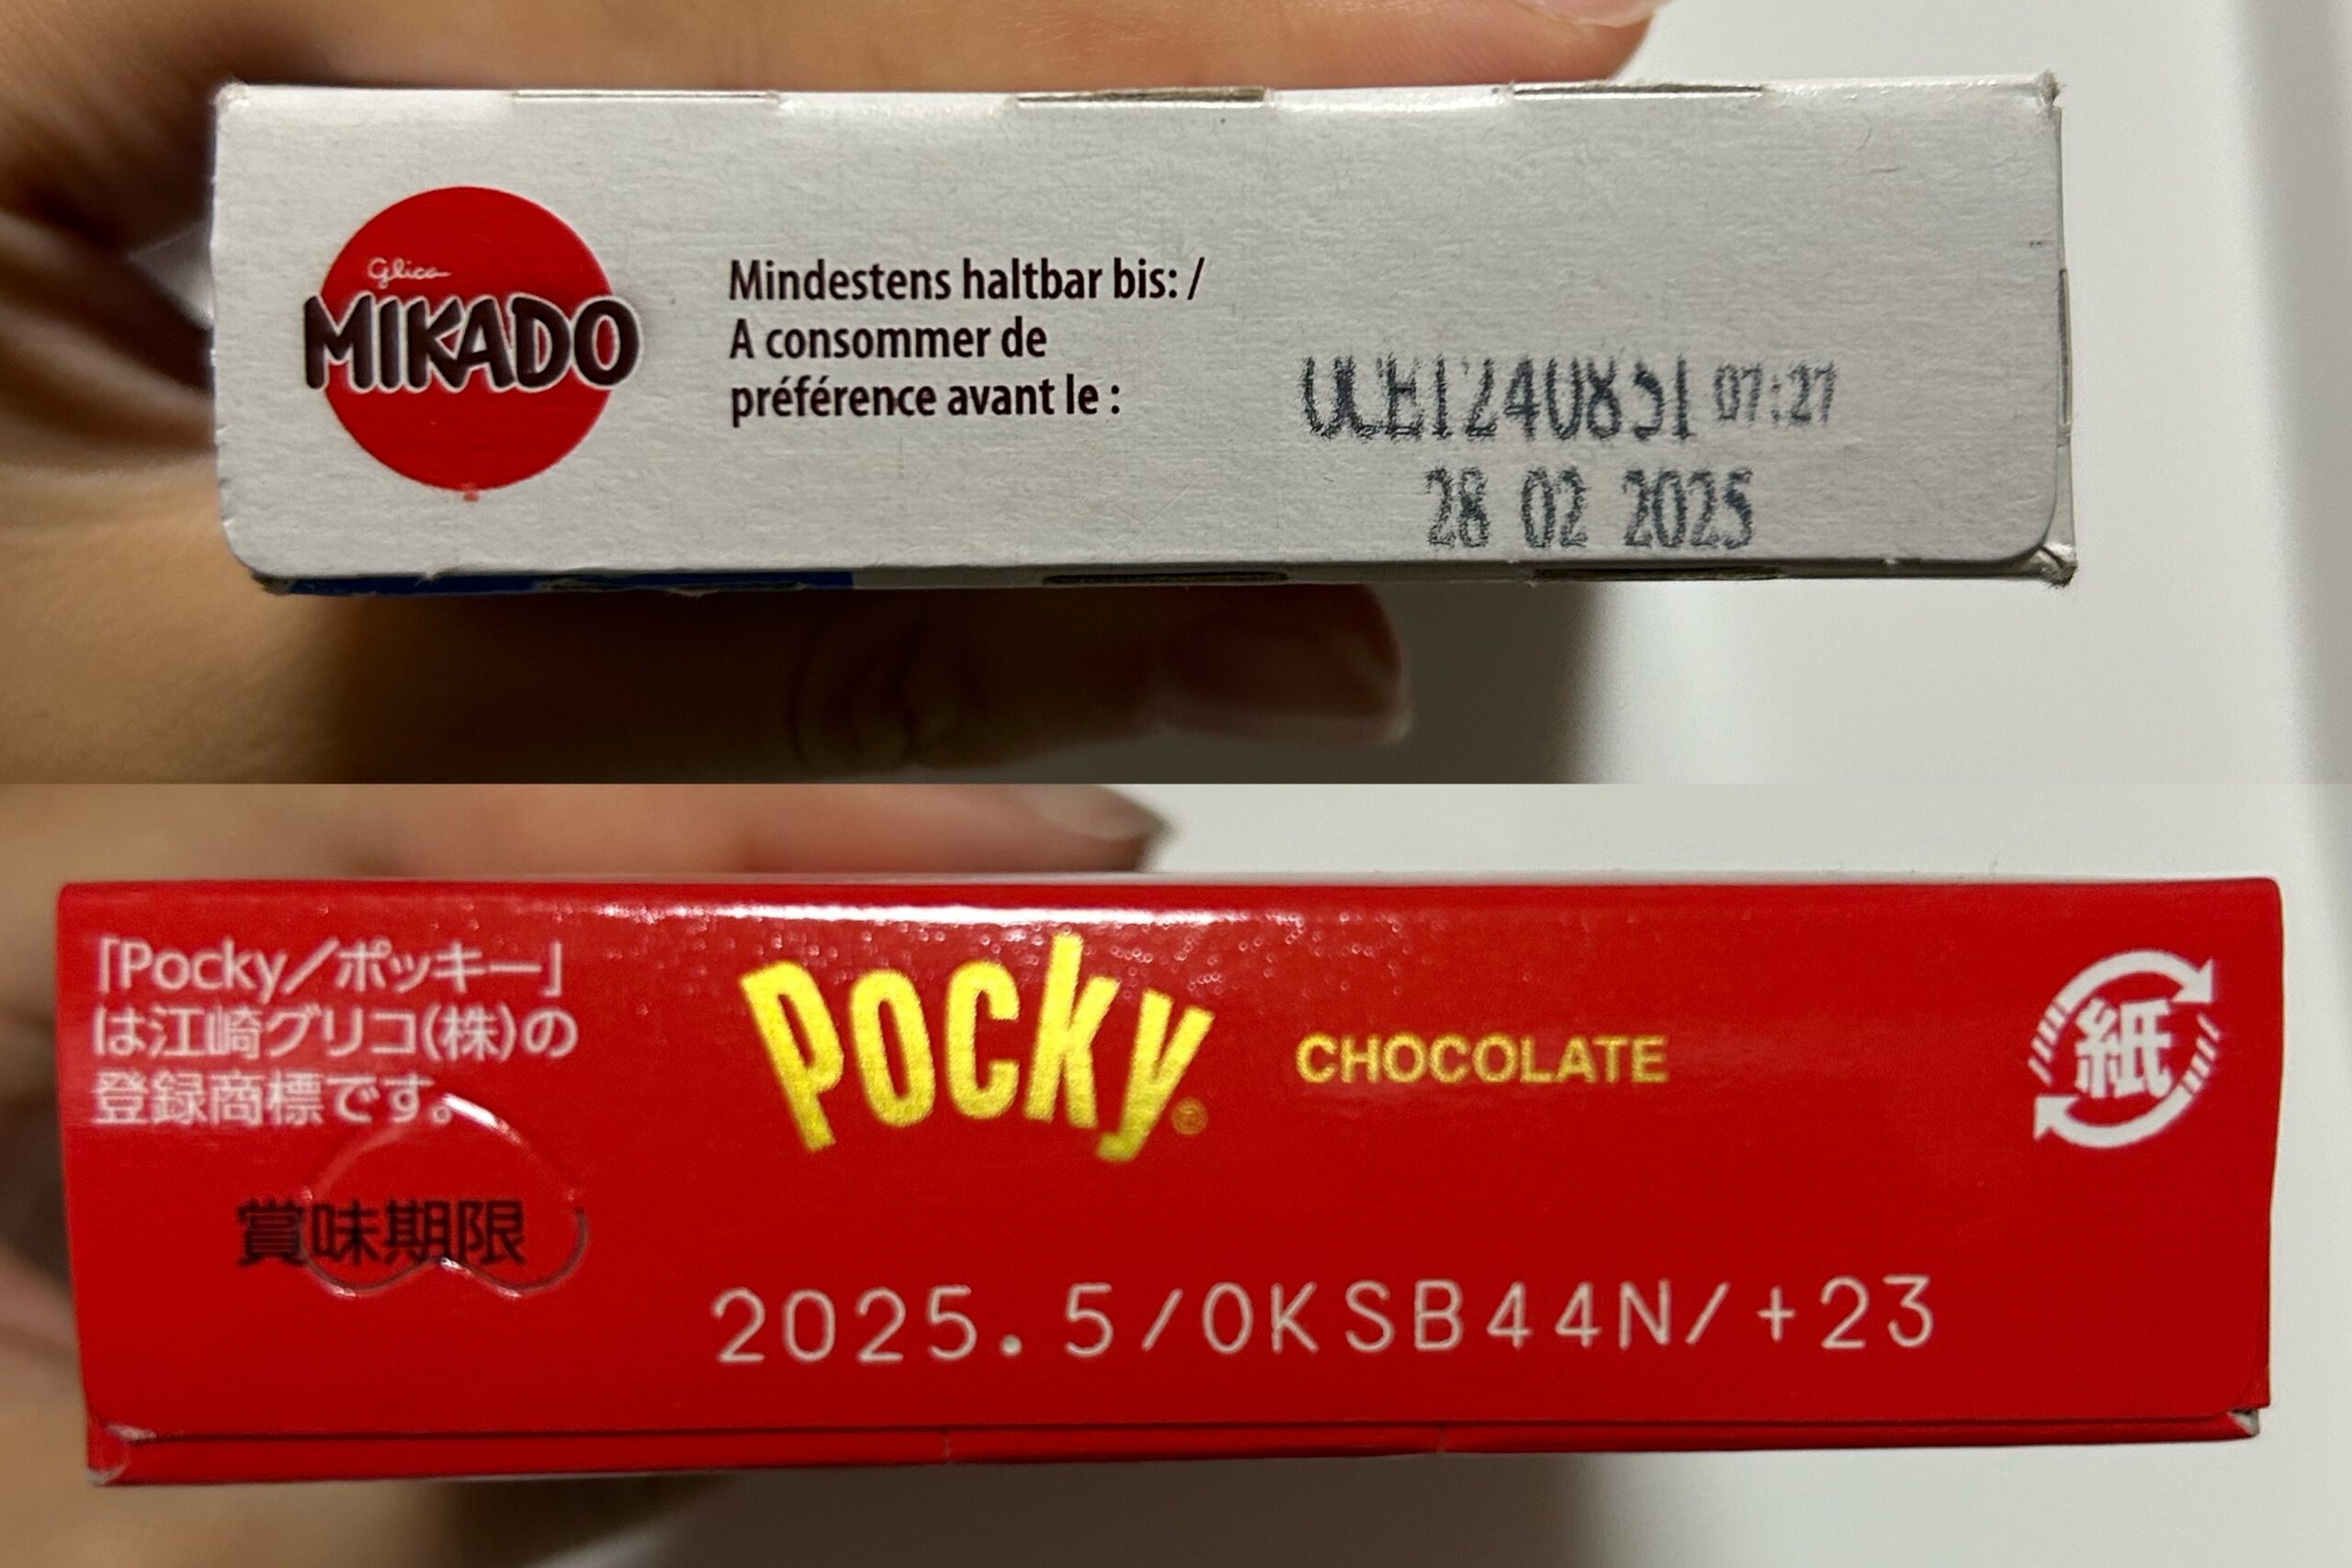 Glico
MIKADO
Mindestens haltbar bis: /
A consommer de
préférence avant le :
07:27
28 02 2025
「Pocky／ポッキー」
は江崎グリコ(株)の
登録商標です。
Pocky®
CHOCOLATE
紙
賞味期限
2025.5/0KSB44N/+23